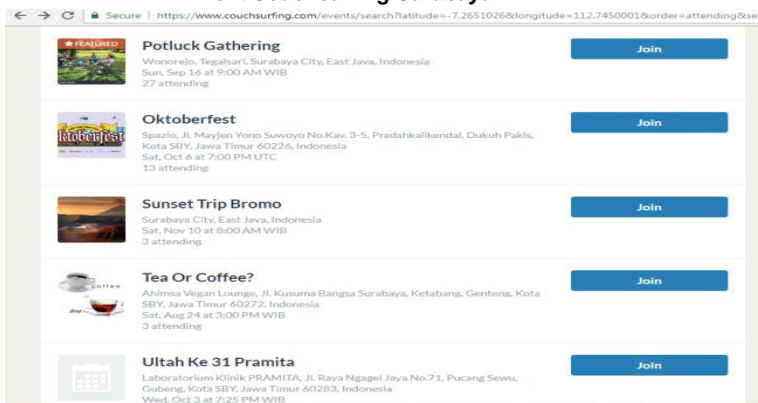 Secure | https://www.couchsurfing.com/events/search?latitude=-7.2651026&longitude=112.7450001&order=attending&se
FEATURED
Potluck Gathering
Join
Wonorejo, Tegalsari, Surabaya City, East Java, Indonesia
Sun, Sep 16 at 9:00 AM WIB
27 attending
Oktoberfest
Join
Spazio, Jl. Mayjen Yono Suwoyo No.Kav. 3-5, Pradahkalikendal, Dukuh Pakis,
Kota SBY, Jawa Timur 60226, Indonesia
Sat, Oct 6 at 7:00 PM UTC
13 attending
Sunset Trip Bromo
Join
Surabaya City, East Java, Indonesia
Sat, Nov 10 at 8:00 AM WIB
3 attending
coffee
Tea Or Coffee?
Join
Ahimsa Vegan Lounge, Jl. Kusuma Bangsa Surabaya, Ketabang, Genteng, Kota
SBY, Jawa Timur 60272, Indonesia
Sat, Aug 24 at 3:00 PM WIB
3 attending
Ultah Ke 31 Pramita
Join
Laboratorium Klinik PRAMITA, Jl. Raya Ngagel Jaya No.71, Pucang Sewu,
Gubeng, Kota SBY, Jawa Timur 60283, Indonesia
Wed, Oct 3 at 7:25 PM WIB